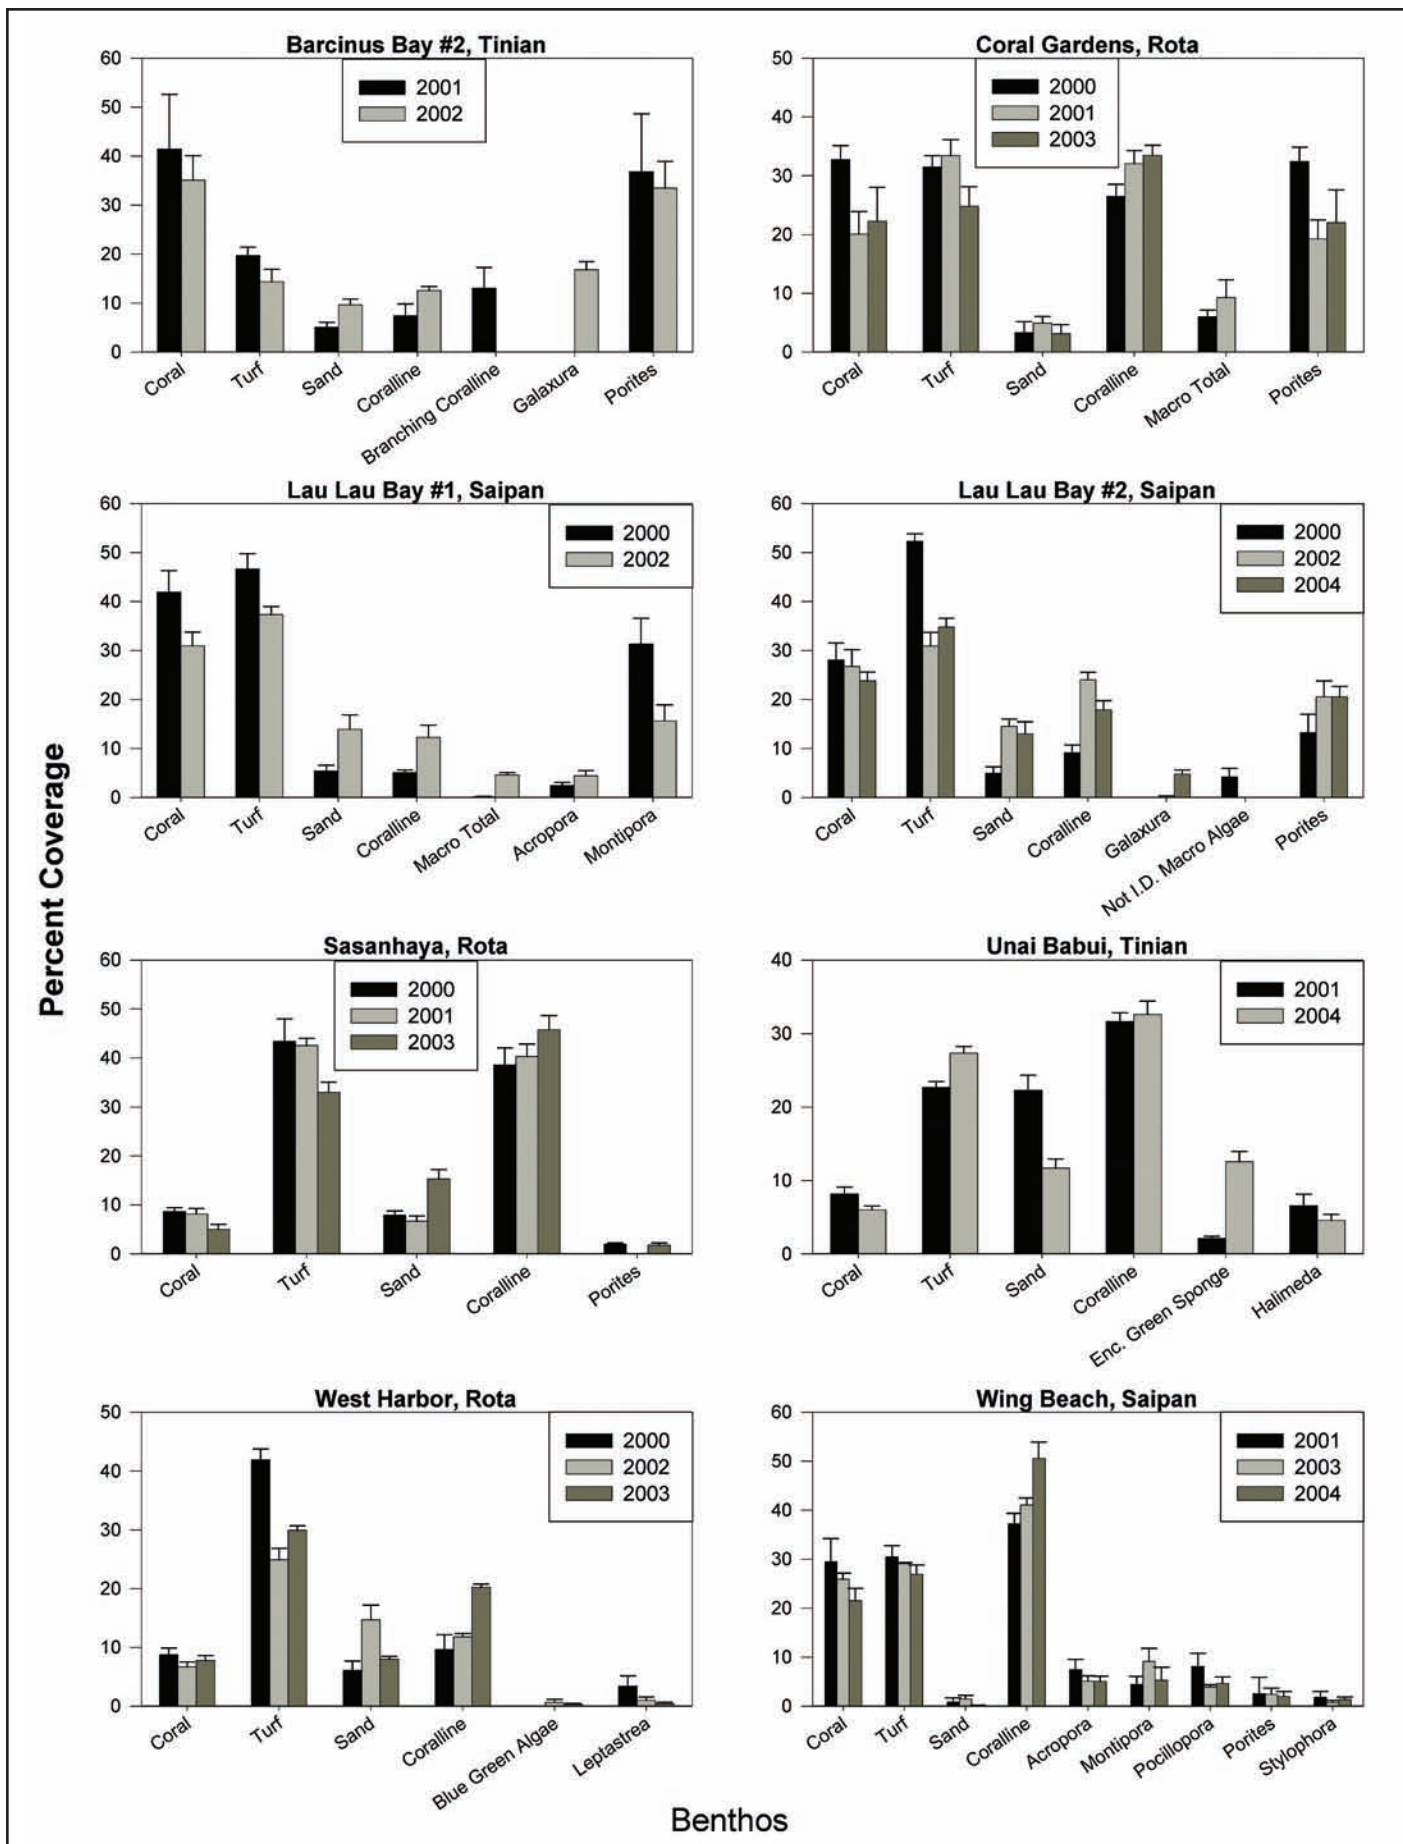 Percent Coverage
Barcinus Bay #2, Tinian
60
50
40
30
20
10
0
2001
2002
Coral
Turf
Sand
Coralline
Branching Coralline
Galaxura
Porites
Coral Gardens, Rota
50
40
30
20
10
0
2000
2001
2003
Coral
Turf
Sand
Coralline
Macro Total
Porites
Lau Lau Bay #1, Saipan
60
50
40
30
20
10
0
2000
2002
Coral
Turf
Sand
Coralline
Macro Total
Acropora
Montipora
Lau Lau Bay #2, Saipan
60
50
40
30
20
10
0
2000
2002
2004
Coral
Turf
Sand
Coralline
Galaxura
Not I.D. Macro Algae
Porites
Sasanhaya, Rota
60
50
40
30
20
10
0
2000
2001
2003
Coral
Turf
Sand
Coralline
Porites
Unai Babui, Tinian
40
30
20
10
0
2001
2004
Coral
Turf
Sand
Coralline
Enc. Green Sponge
Halimeda
West Harbor, Rota
50
40
30
20
10
0
2000
2002
2003
Coral
Turf
Sand
Coralline
Blue Green Algae
Leptastrea
Wing Beach, Saipan
60
50
40
30
20
10
0
2001
2003
2004
Coral
Turf
Sand
Coralline
Acropora
Montipora
Pocillopora
Porites
Stylophora
Benthos